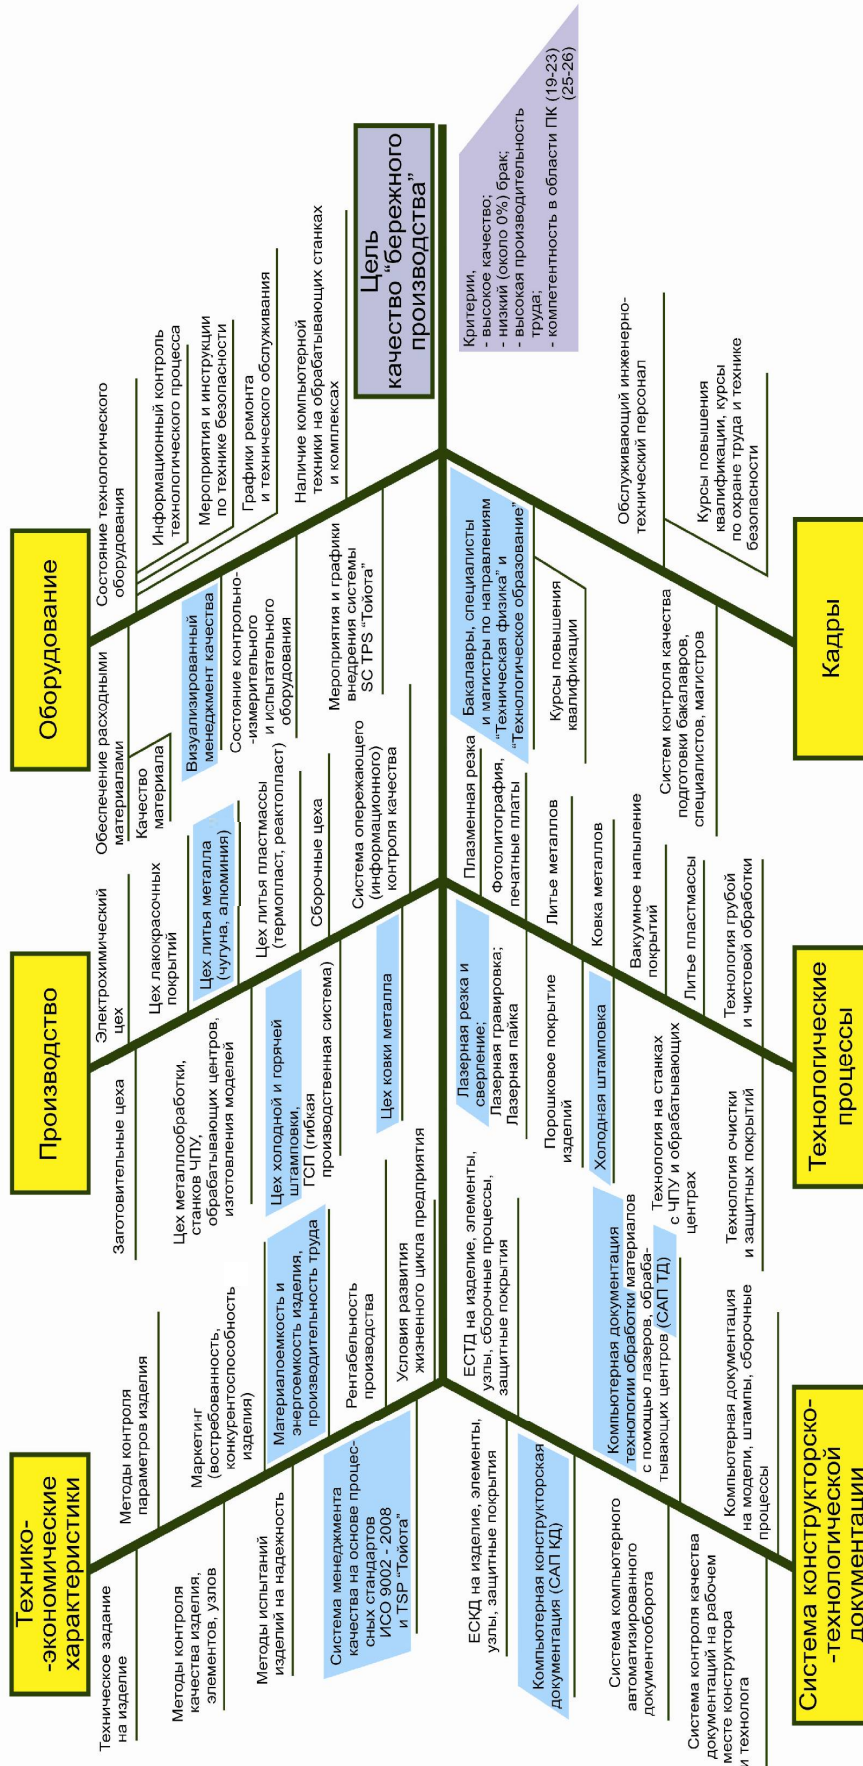 Технико-
-экономические
характеристики
Техническое задание
на изделие
Методы контроля
качества изделия,
элементов, узлов
Методы испытаний
изделий на надежность
Система менеджмента
качества на основе процес-
сных стандартов
ИСО 9002 - 2008
и TSP "Тойота"
Методы контроля
параметров изделия
Маркетинг
(востребованность,
конкурентоспособность
изделия)
Материалоемкость и
энергоемкость изделия,
производительность труда
Рентабельность
производства
Условия развития
жизненного цикла предприятия
Производство
Заготовительные цеха
Цех металлообработки,
станков ЧПУ,
обрабатывающих центров,
изготовления моделей
Цех холодной и горячей
штамповки,
ГСП (гибкая
производственная система)
Цех ковки металла
Электрохимический
цех
Цех лакокрасочных
покрытий
Цех литья металла
(чугуна, алюминия)
Цех литья пластмассы
(термопласт, реактопласт)
Сборочные цеха
Система опережающего
(информационного)
контроля качества
Оборудование
Обеспечение расходными
материалами
Качество
материала
Визуализированный
менеджмент качества
Состояние контрольно-
-измерительного
и испытательного
оборудования
Мероприятия и графики
внедрения системы
SC TPS "Тойота"
Состояние технологического
оборудования
Информационный контроль
технологического процесса
Мероприятия и инструкции
по технике безопасности
Графики ремонта
и технического обслуживания
Наличие компьютерной
техники на обрабатывающих станках
и комплексах
Цель
качество "бережного
производства"
Критерии,
- высокое качество;
- низкий (около 0%) брак;
- высокая производительность
труда;
- компетентность в области ПК (19-23)
(25-26)
ЕСКД на изделие, элементы,
узлы, защитные покрытия
Компьютерная конструкторская
документация (САП КД)
Система компьютерного
автоматизированного
документооборота
Система контроля качества
документаций на рабочем
месте конструктора
и технолога
ЕСТД на изделие, элементы,
узлы, сборочные процессы,
защитные покрытия
Компьютерная документация
технологии обработки материалов
с помощью лазеров, обраба-
тывающих центров (САП ТД)
Компьютерная документация
на модели, штампы, сборочные
процессы
Система конструкторско-
-технологической
документации
Лазерная резка и
сверление;
Лазерная гравировка;
Лазерная пайка
Порошковое покрытие
изделий
Холодная штамповка
Технология на станках
с ЧПУ и обрабатывающих
центрах
Технология очистки
и защитных покрытий
Плазменная резка
Фотолитография,
печатные платы
Литье металлов
Ковка металлов
Вакуумное напыление
покрытий
Литье пластмассы
Технология грубой
и чистовой обработки
Технологические
процессы
Бакалавры, специалисты
и магистры по направлениям
"Техническая физика" и
"Технологическое образование"
Курсы повышения
квалификации
Систем контроля качества
подготовки бакалавров,
специалистов, магистров
Обслуживающий инженерно-
технический персонал
Курсы повышения
квалификации, курсы
по охране труда и технике
безопасности
Кадры